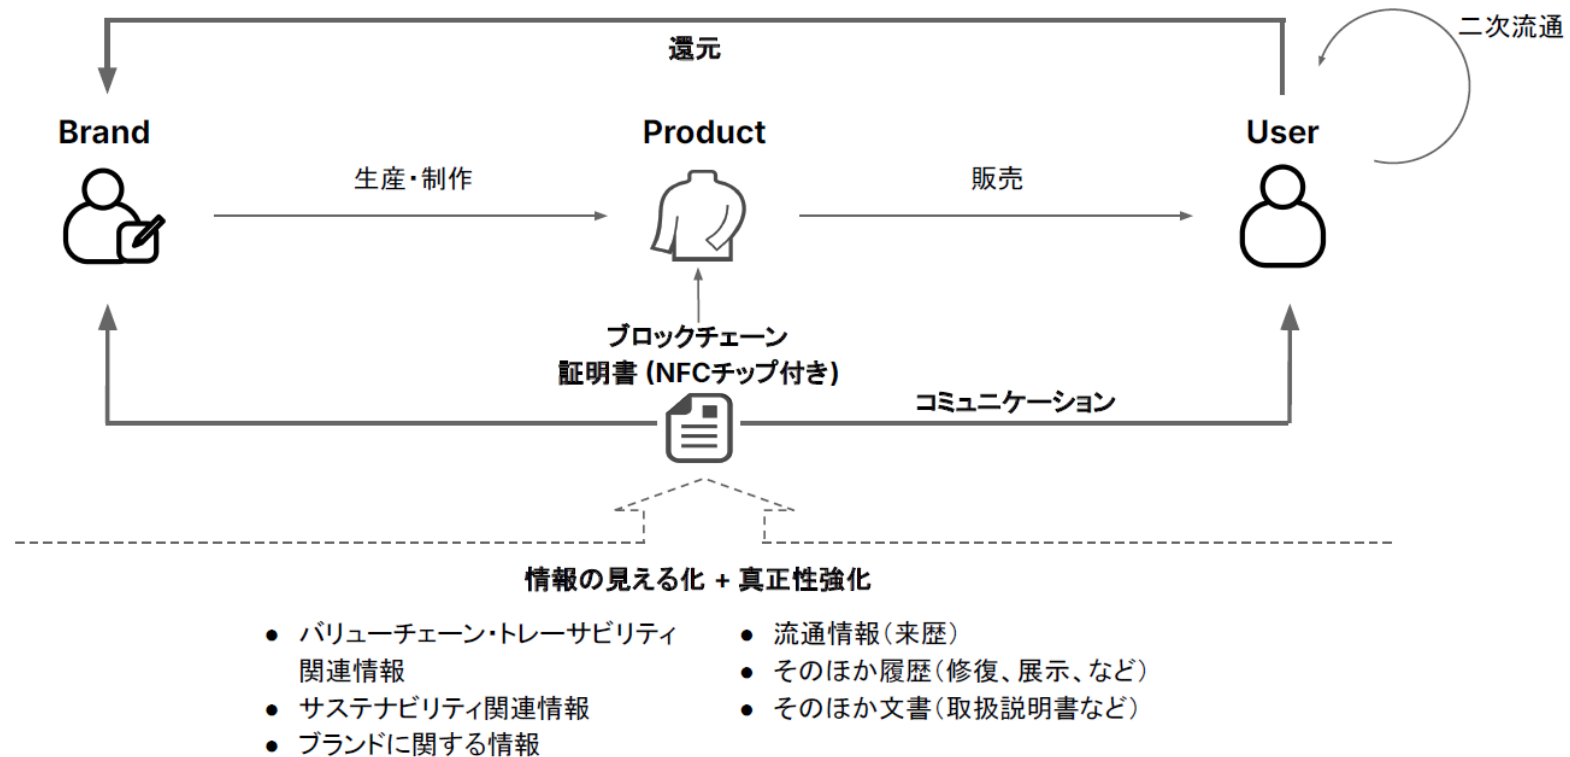 二次流通
還元
Brand
Product
User
生産・制作
販売
ブロックチェーン
証明書 (NFCチップ付き)
コミュニケーション
情報の見える化 + 真正性強化
● バリューチェーン・トレーサビリティ
関連情報
● サステナビリティ関連情報
● ブランドに関する情報
● 流通情報（来歴）
● そのほか履歴（修復、展示、など）
● そのほか文書（取扱説明書など）